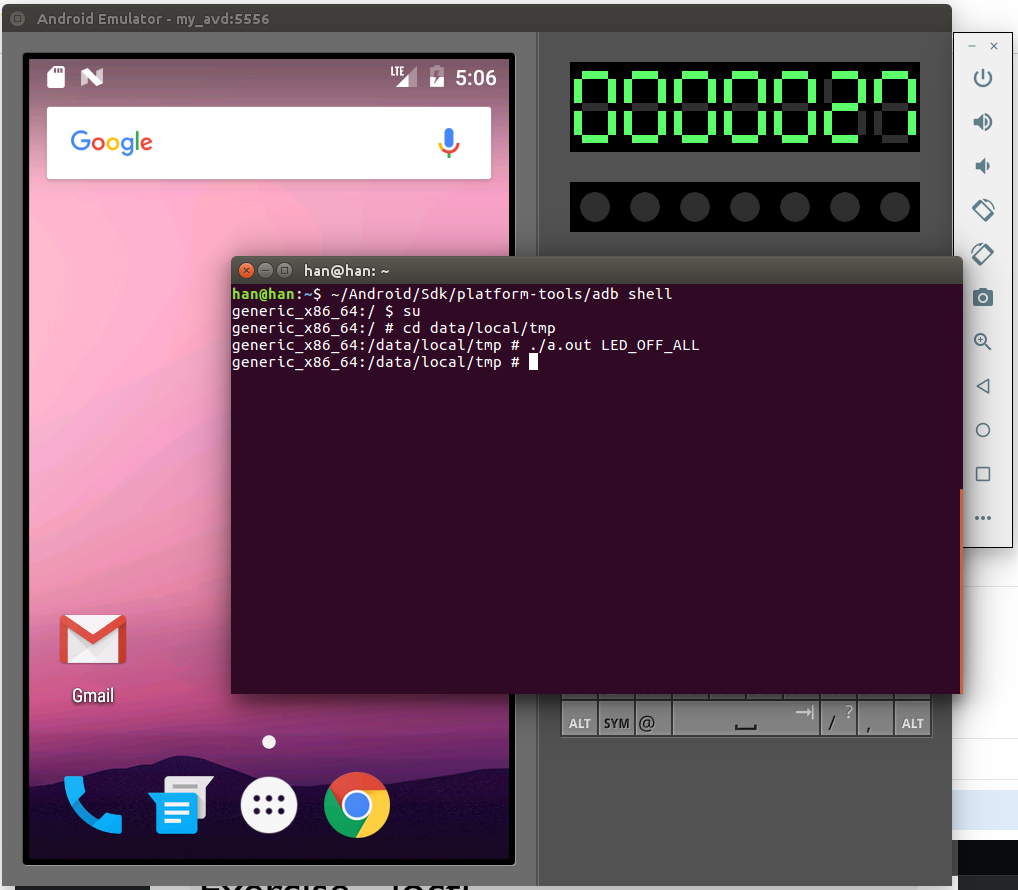 Android Emulator - my_avd:5556
LTE 5:06
Google
0000027
han@han: ~
han@han:~$ ~/Android/Sdk/platform-tools/adb shell
generic_x86_64:/ $ su
generic_x86_64:/ # cd data/local/tmp
generic_x86_64:/data/local/tmp # ./a.out LED_OFF_ALL
generic_x86_64:/data/local/tmp #
Gmail
ALT SYM @ / ? , ALT